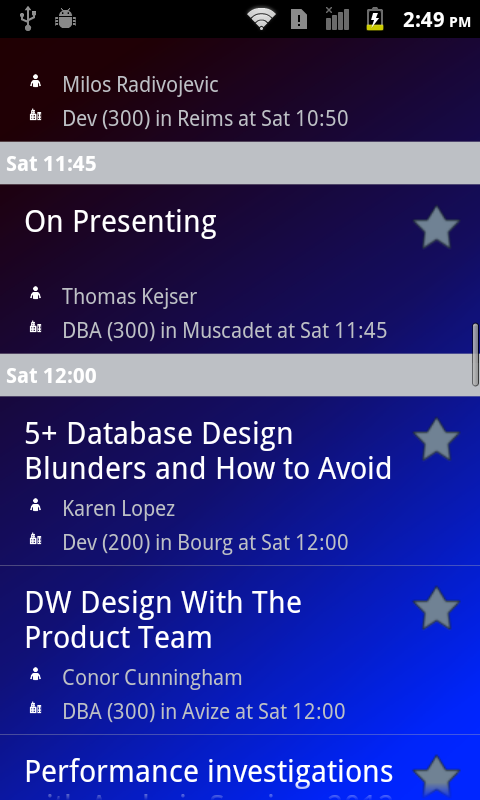 2:49 PM
Milos Radivojevic
Dev (300) in Reims at Sat 10:50
Sat 11:45
On Presenting
Thomas Kejser
DBA (300) in Muscadet at Sat 11:45
Sat 12:00
5+ Database Design
Blunders and How to Avoid
Karen Lopez
Dev (200) in Bourg at Sat 12:00
DW Design With The
Product Team
Conor Cunningham
DBA (300) in Avize at Sat 12:00
Performance investigations